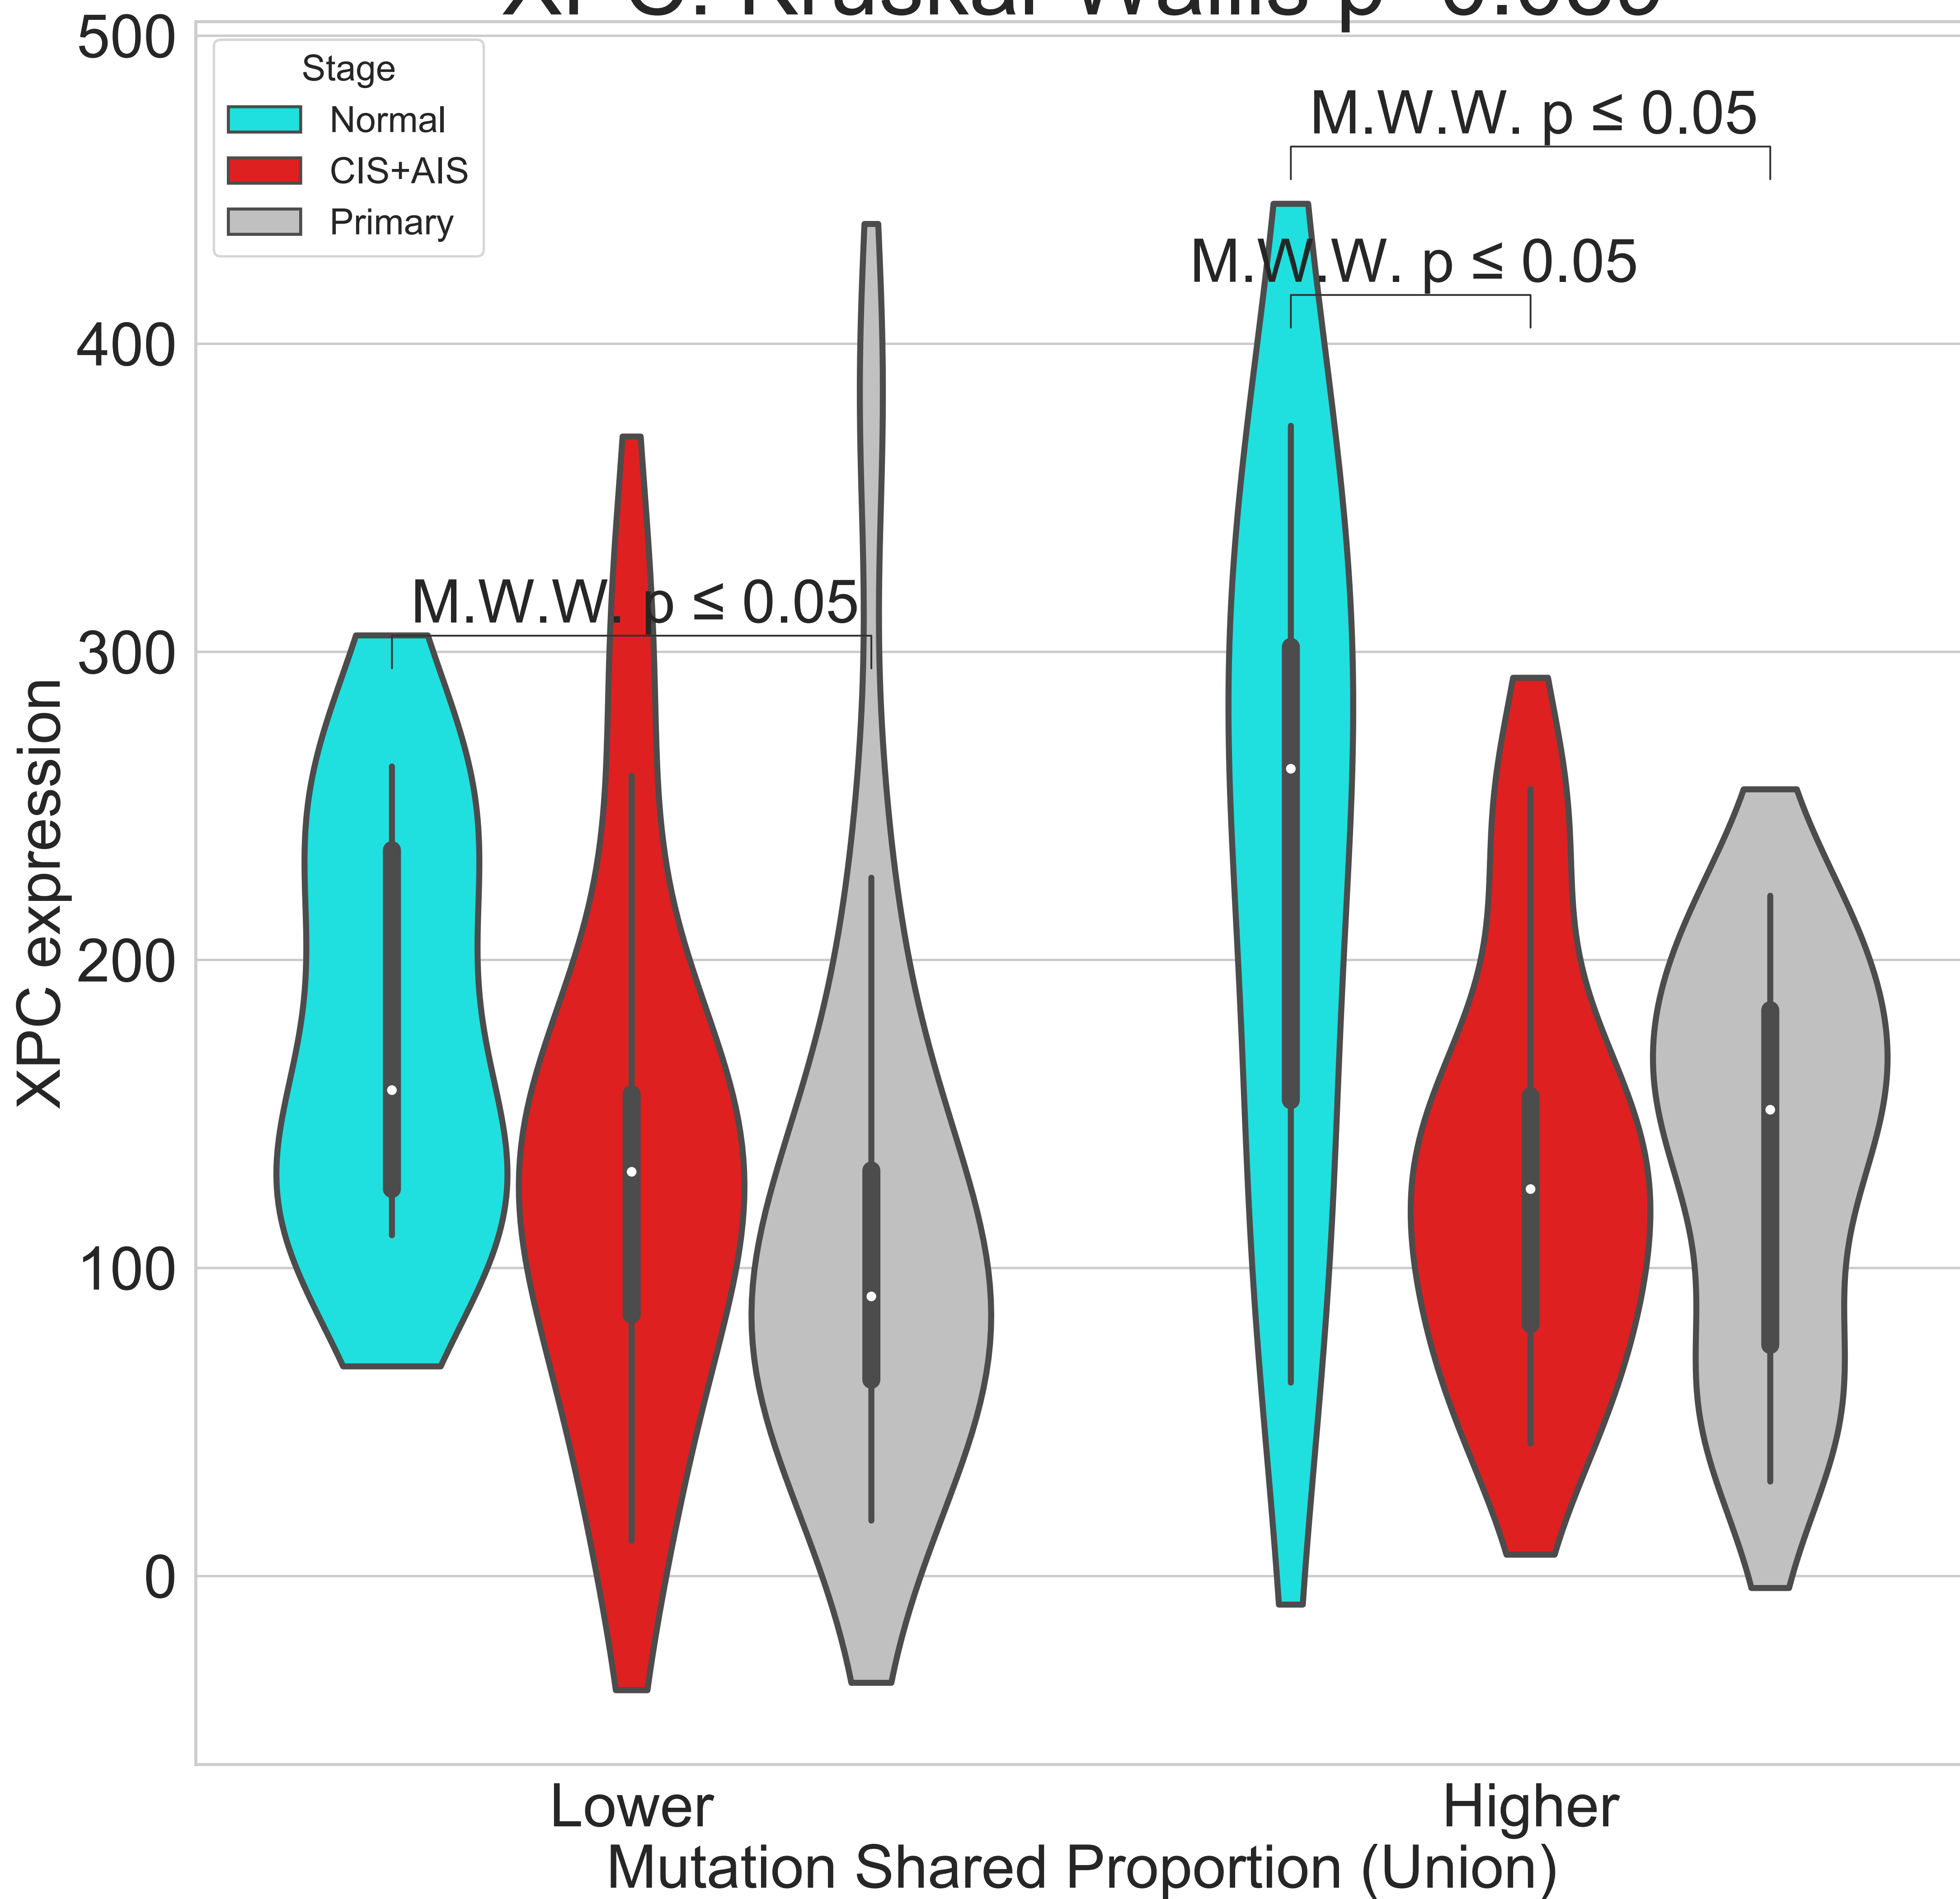 500
Stage
Normal
CIS+AIS
Primary
M.W.W. p ≤ 0.05
M.W.W. p ≤ 0.05
400
M.W.W. p ≤ 0.05
300
XPC expression
200
100
0
Lower
Higher
Mutation Shared Proportion (Union)